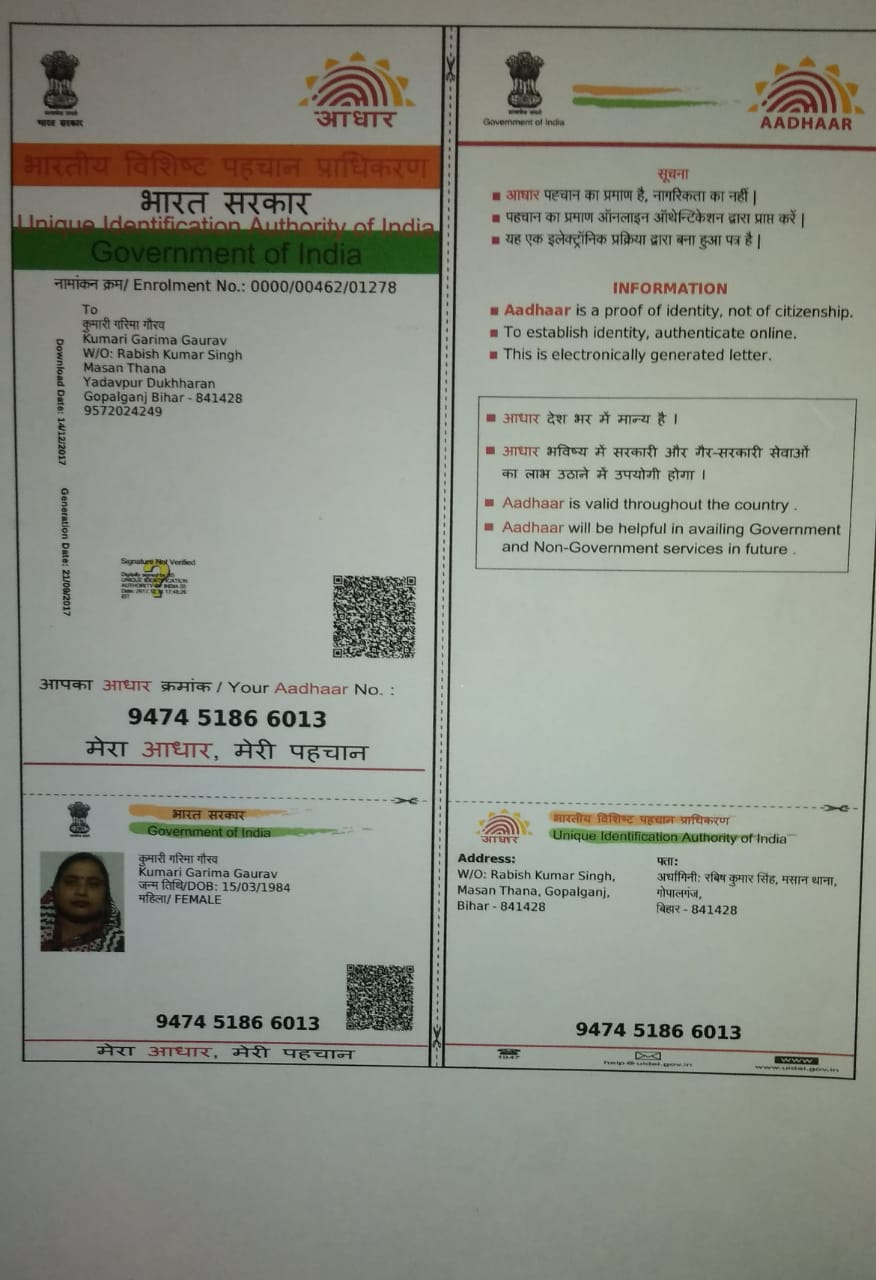 भारत सरकार
आधार
भारतीय विशिष्ट पहचान प्राधिकरण
भारत सरकार
Unique Identification Authority of India
Government of India
नामांकन क्रम/ Enrolment No.: 0000/00462/01278
To
कुमारी गरिमा गौरव
Kumari Garima Gaurav
W/O: Rabish Kumar Singh
Masan Thana
Yadavpur Dukhharan
Gopalganj Bihar - 841428
9572024249
Download Date: 14/12/2017
Generation Date: 21/09/2017
Signature Not Verified
Digitally signed by
UNIQUE IDENTIFICATION
AUTHORITY OF INDIA
IST
आपका आधार क्रमांक / Your Aadhaar No. :
9474 5186 6013
मेरा आधार, मेरी पहचान
भारत सरकार
Government of India
कुमारी गरिमा गौरव
Kumari Garima Gaurav
जन्म तिथि/DOB: 15/03/1984
महिला/ FEMALE
9474 5186 6013
मेरा आधार, मेरी पहचान
Government of India
AADHAAR
सूचना
आधार पहचान का प्रमाण है, नागरिकता का नहीं |
पहचान का प्रमाण ऑनलाइन ऑथेन्टिकेशन द्वारा प्राप्त करें |
यह एक इलेक्ट्रॉनिक प्रक्रिया द्वारा बना हुआ पत्र है |
INFORMATION
Aadhaar is a proof of identity, not of citizenship.
To establish identity, authenticate online.
This is electronically generated letter.
आधार देश भर में मान्य है ।
आधार भविष्य में सरकारी और गैर-सरकारी सेवाओं
का लाभ उठाने में उपयोगी होगा ।
Aadhaar is valid throughout the country .
Aadhaar will be helpful in availing Government
and Non-Government services in future .
आधार
भारतीय विशिष्ट पहचान प्राधिकरण
Unique Identification Authority of India
Address:
W/O: Rabish Kumar Singh,
Masan Thana, Gopalganj,
Bihar - 841428
पता:
अर्धांगिनी: रबिष कुमार सिंह, मसान थाना,
गोपालगंज,
बिहार - 841428
9474 5186 6013
1947
help@uidai.gov.in
www
www.uidai.gov.in